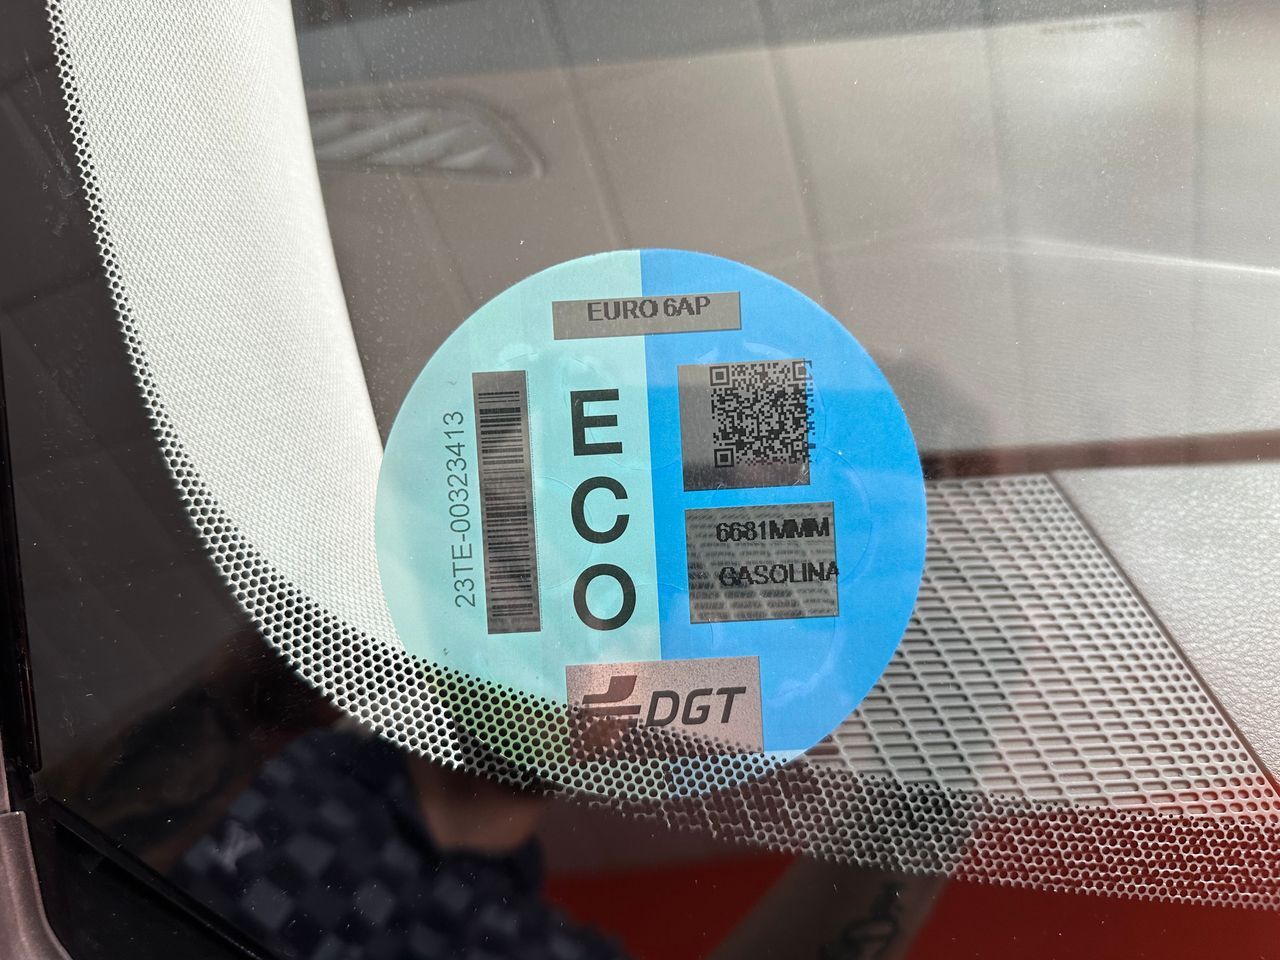 EURO 6AP
23TE-00323413
ECO
6681MMM
GASOLINA
DGT